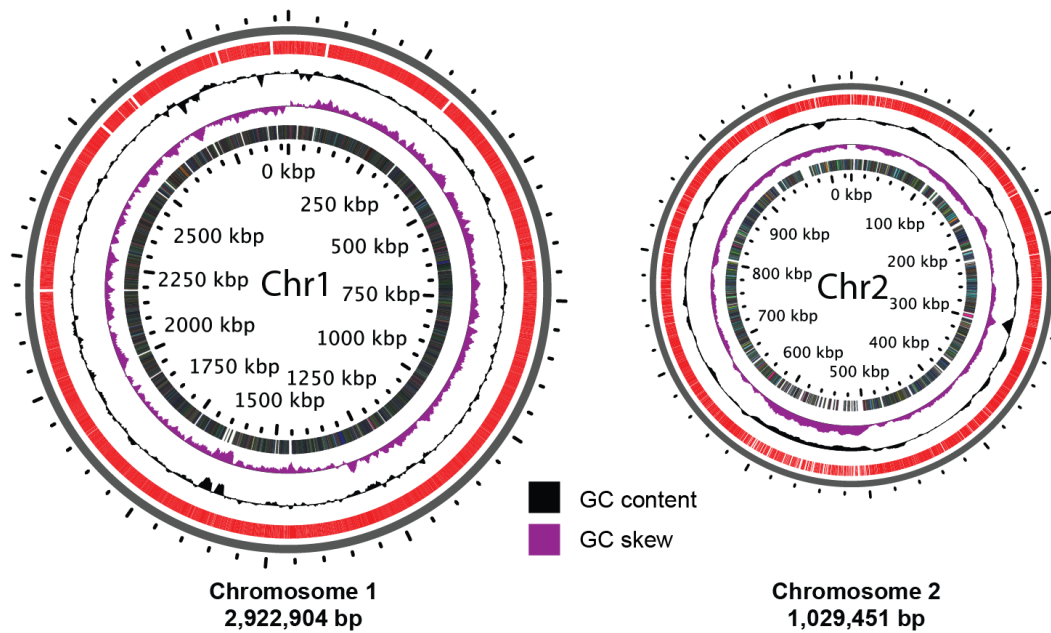 0 kbp
250 kbp
500 kbp
750 kbp
1000 kbp
1250 kbp
1500 kbp
1750 kbp
2000 kbp
2250 kbp
2500 kbp
Chr1
0 kbp
100 kbp
200 kbp
300 kbp
400 kbp
500 kbp
600 kbp
700 kbp
800 kbp
900 kbp
Chr2
GC content
GC skew
Chromosome 1
2,922,904 bp
Chromosome 2
1,029,451 bp